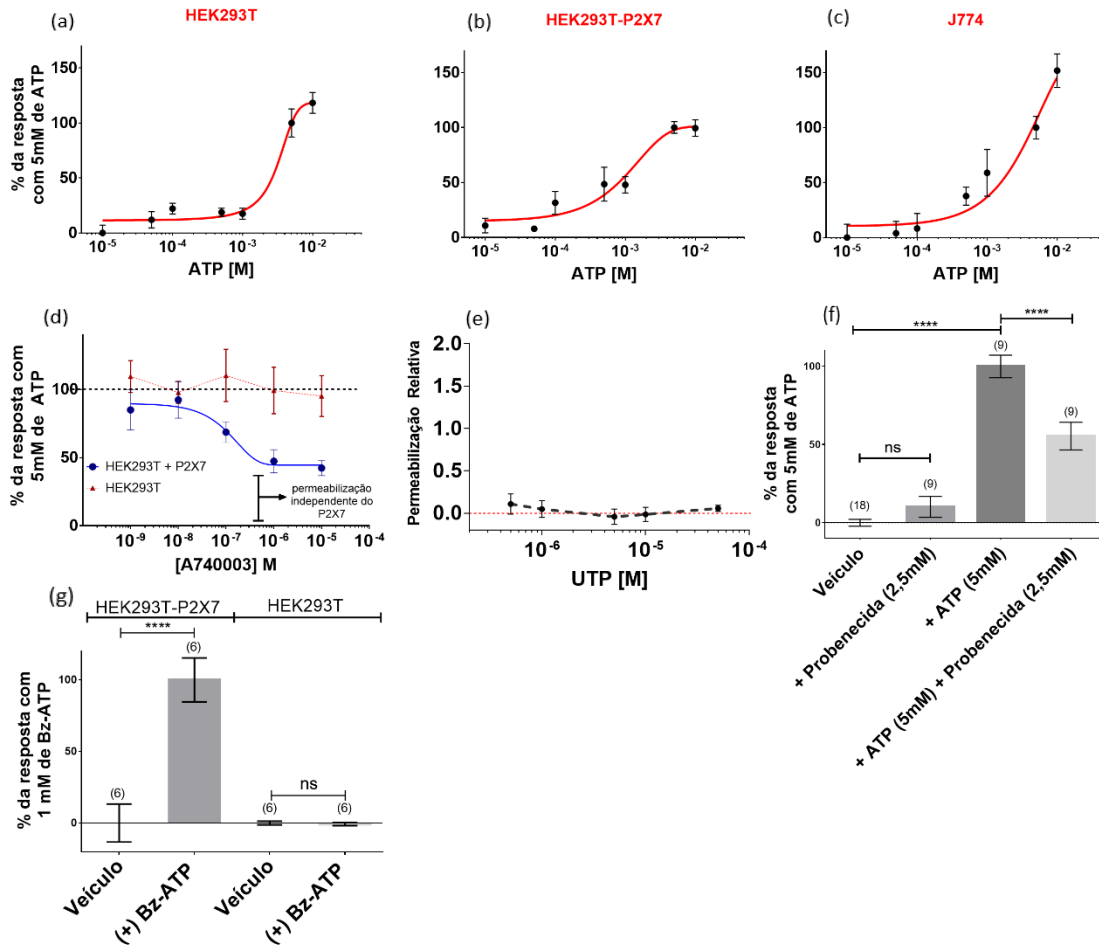 (a)
HEK293T
% da resposta
com 5mM de ATP
150
100
50
0
10-5
10-4
10-3
10-2
ATP [M]
(b)
HEK293T-P2X7
150
100
50
0
10-5
10-4
10-3
10-2
ATP [M]
(c)
J774
150
100
50
0
10-5
10-4
10-3
10-2
ATP [M]
(d)
% da resposta com
5mM de ATP
100
50
0
HEK293T + P2X7
HEK293T
permeabilização
independente do
P2X7
10-9
10-8
10-7
10-6
10-5
10-4
[A740003] M
(e)
Permeabilização Relativa
2.0
1.5
1.0
0.5
0.0
10-6
10-5
10-4
UTP [M]
(f)
% da resposta
com 5mM de ATP
100
50
0
****
****
ns
(18)
(9)
(9)
(9)
Veículo
+ Probenecida (2,5mM)
+ ATP (5mM)
+ ATP (5mM) + Probenecida (2,5mM)
(g)
HEK293T-P2X7
HEK293T
% da resposta com
1 mM de Bz-ATP
100
50
0
****
ns
(6)
(6)
(6)
(6)
Veículo
(+) Bz-ATP
Veículo
(+) Bz-ATP